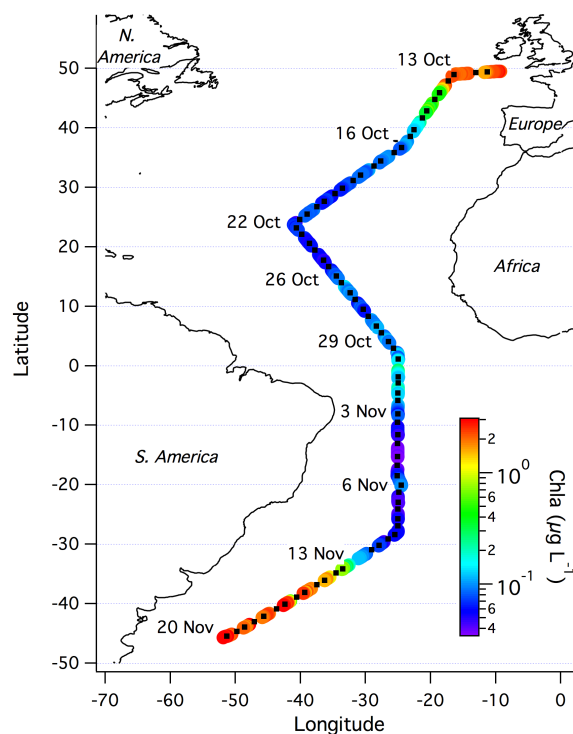 N.
America
13 Oct
Europe
16 Oct
22 Oct
Africa
26 Oct
29 Oct
3 Nov
S. America
6 Nov
13 Nov
20 Nov
50
40
30
20
10
0
-10
-20
-30
-40
-50
Latitude
-70 -60 -50 -40 -30 -20 -10 0
Longitude
2
10^0
6
4
2
10^-1
6
4
Chla (µg L^-1)